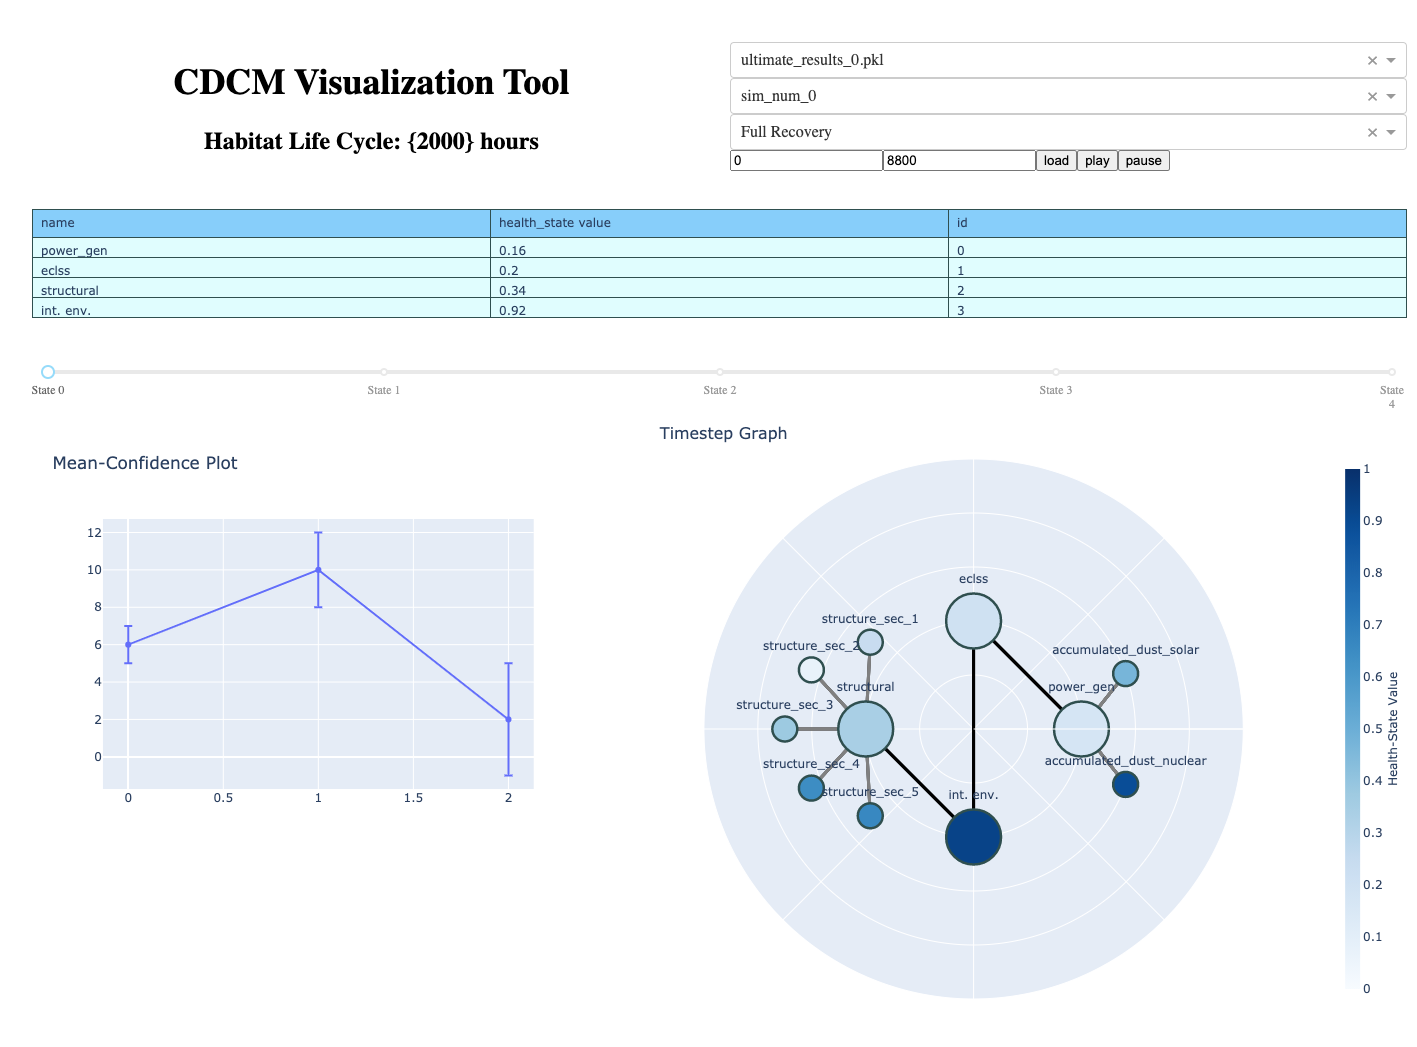 CDCM Visualization Tool
Habitat Life Cycle: {2000} hours
ultimate_results_0.pkl
sim_num_0
Full Recovery
0 8800 load play pause
name health_state value id
power_gen 0.16 0
eclss 0.2 1
structural 0.34 2
int. env. 0.92 3
State 0 State 1 State 2 State 3 State 4
Timestep Graph
Mean-Confidence Plot
12
10
8
6
4
2
0
0 0.5 1 1.5 2
eclss
structure_sec_1
structure_sec_2
accumulated_dust_solar
structural
power_gen
structure_sec_3
structure_sec_4
accumulated_dust_nuclear
structure_sec_5
int. env.
1
0.9
0.8
0.7
0.6
0.5
0.4
0.3
0.2
0.1
0
Health-State Value